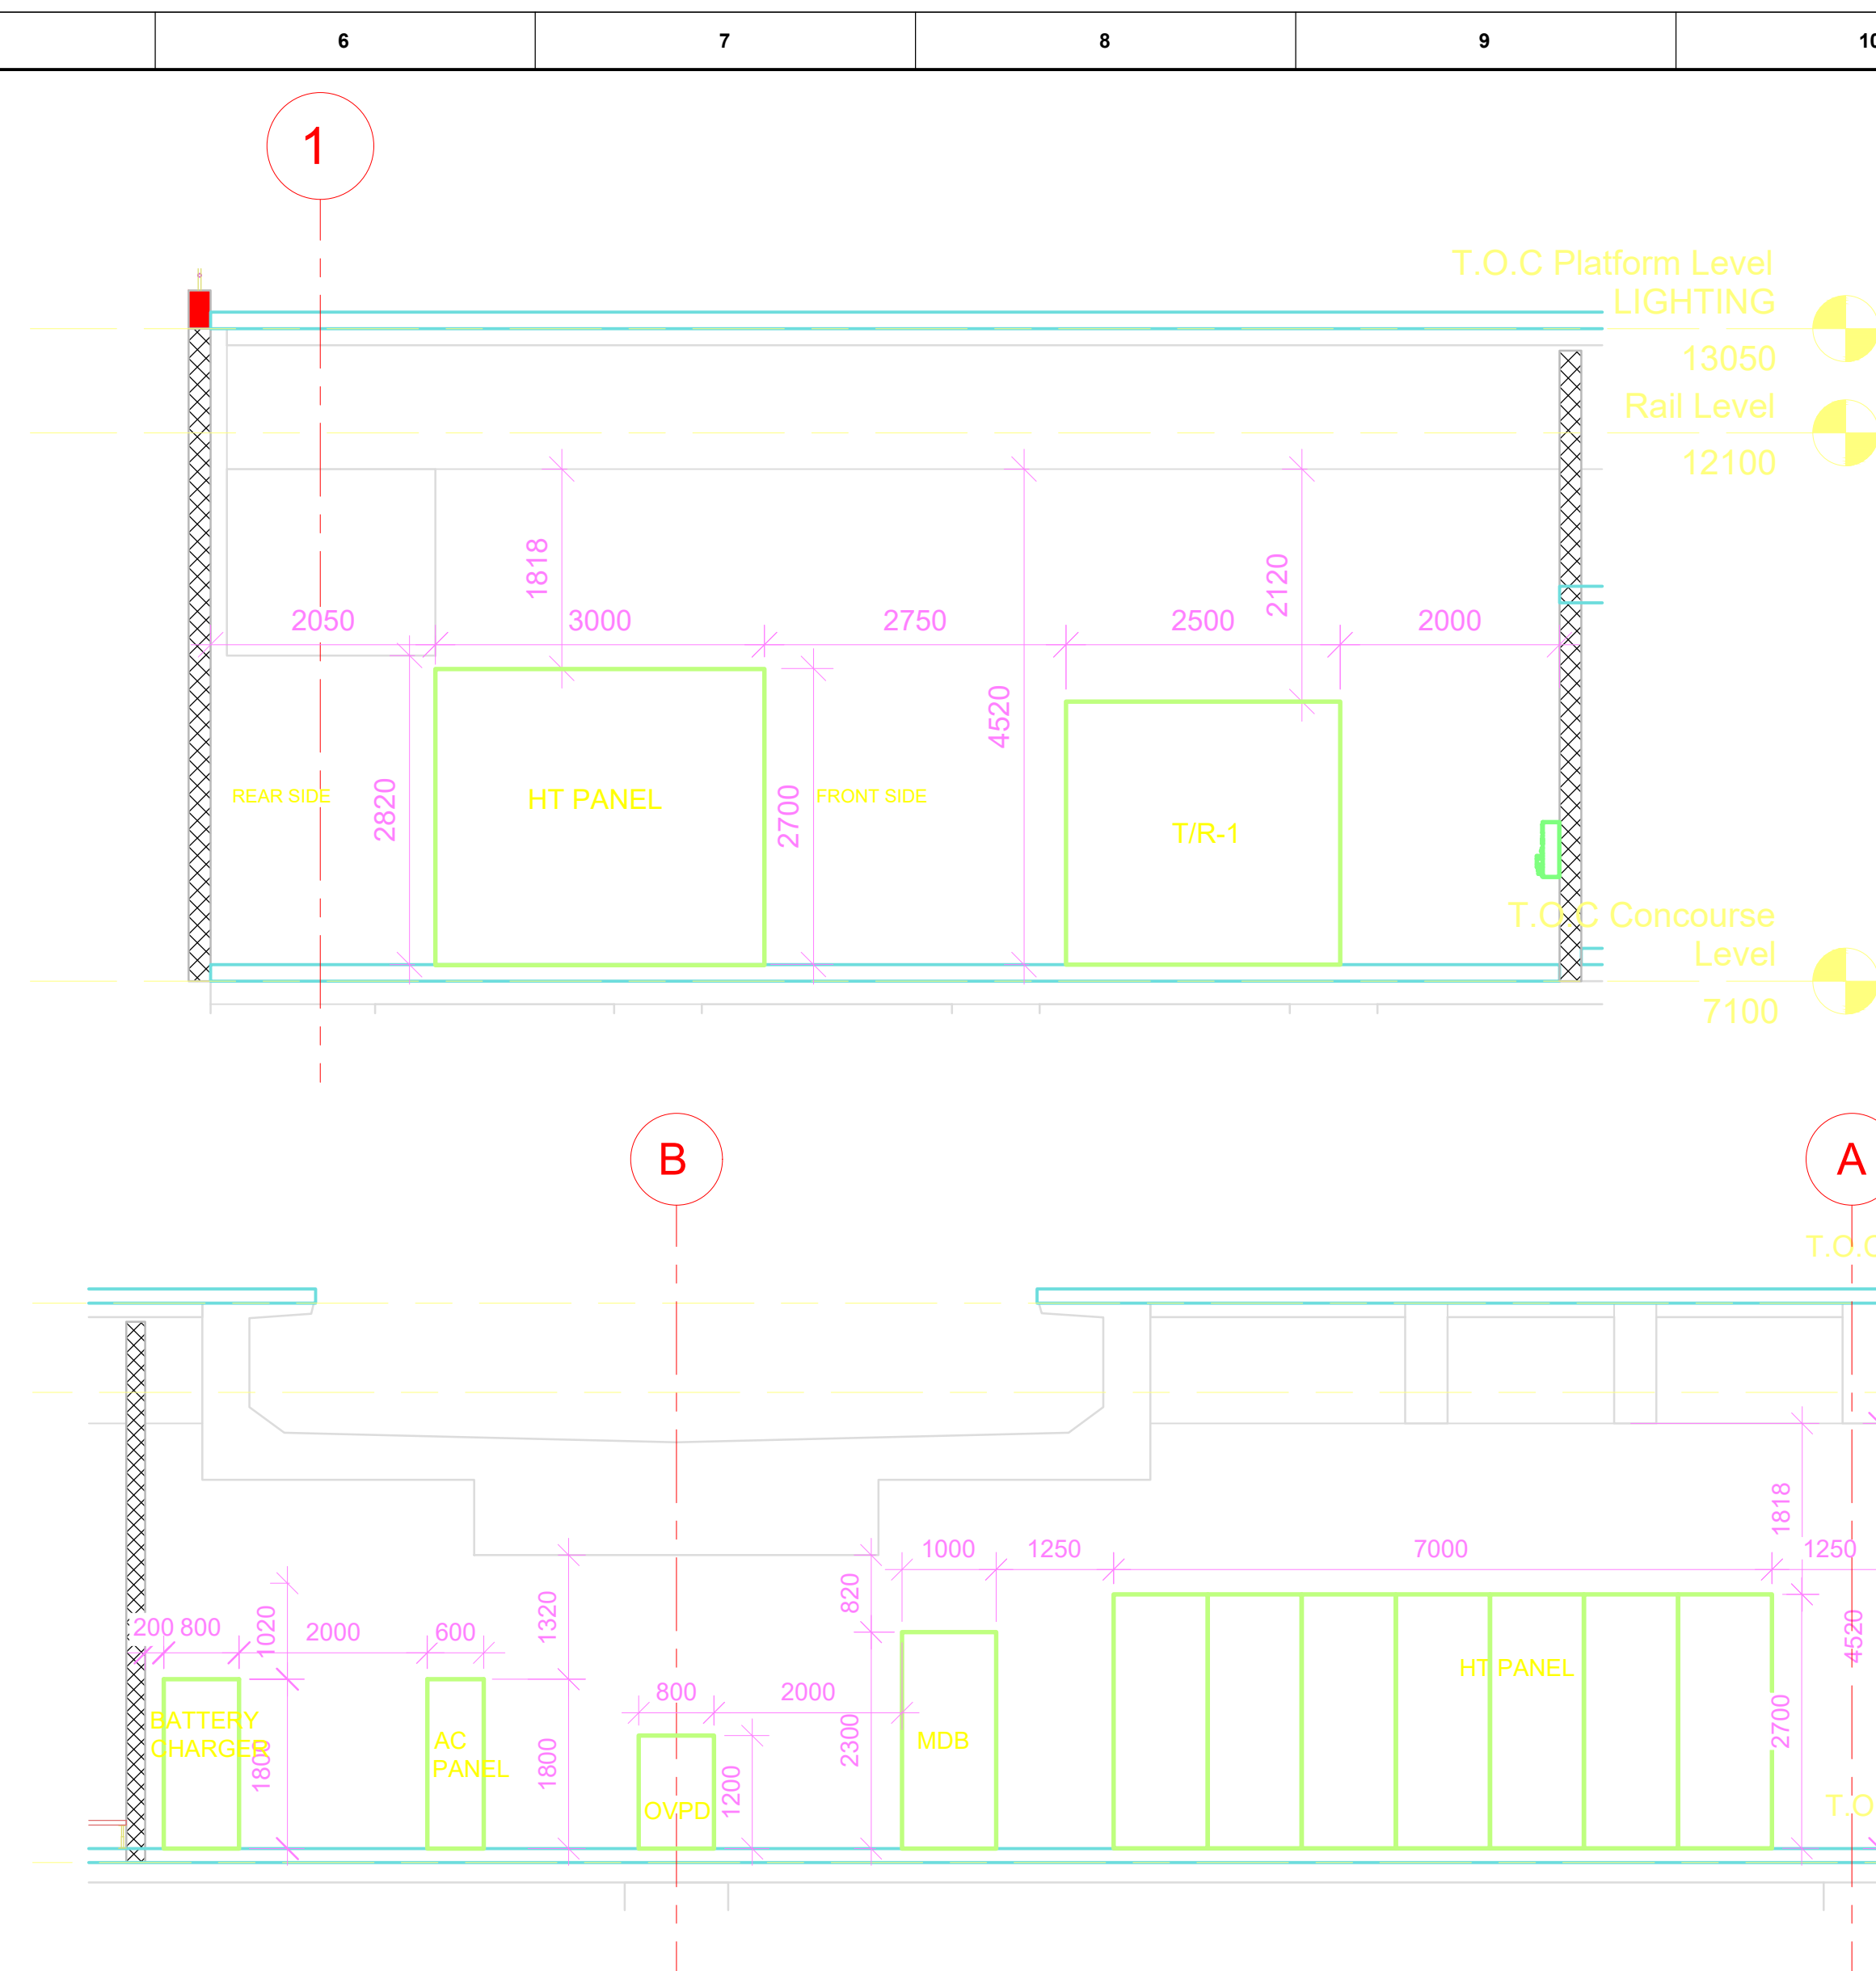 6
7
8
9
10
1
T.O.C Platform Level
LIGHTING
13050
Rail Level
12100
1818
2120
2050
3000
2750
2500
2000
4520
REAR SIDE
2820
HT PANEL
2700
FRONT SIDE
T/R-1
T.O.C Concourse
Level
7100
B
A
T.O.C
1818
1000
1250
7000
1250
200
800
1020
2000
600
1320
820
4520
HT PANEL
800
2000
2700
BATTERY
CHARGER
1800
AC
PANEL
1800
2300
MDB
1200
OVPD
T.O